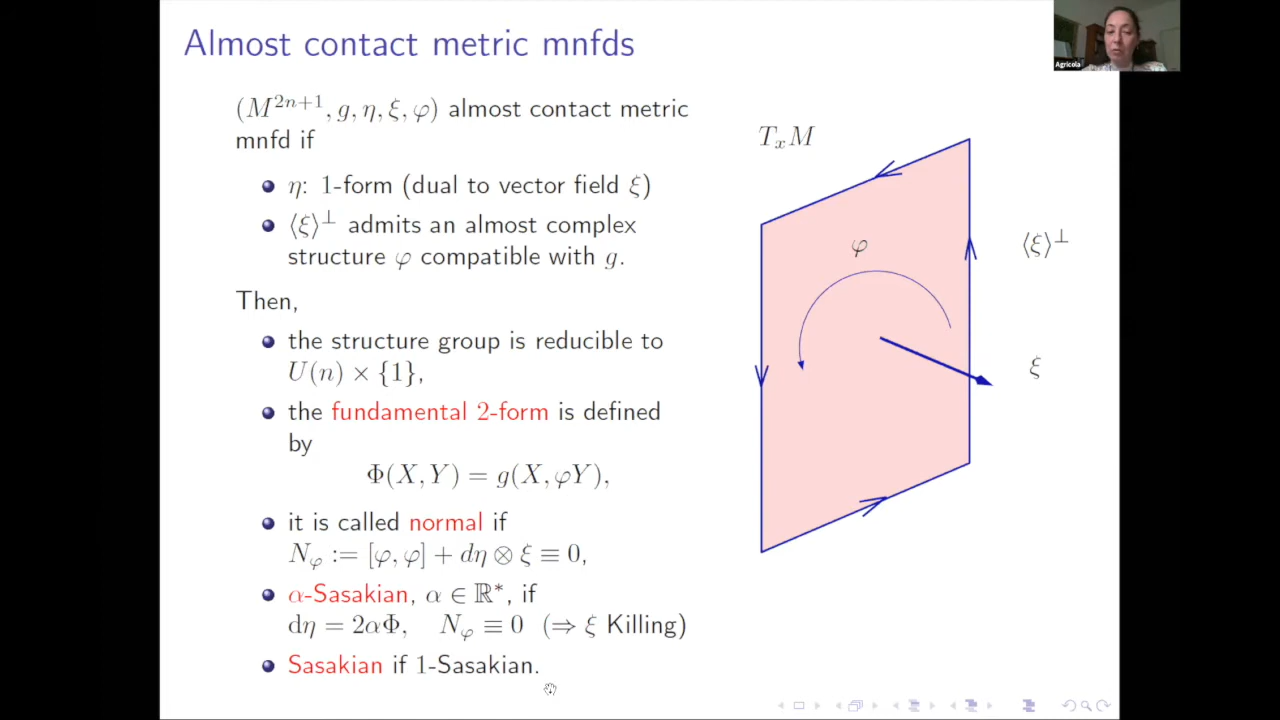 Almost contact metric mnfds
Agricola
(M²ⁿ⁺¹, g, η, ξ, φ) almost contact metric
mnfd if
η: 1-form (dual to vector field ξ)
⟨ξ⟩⊥ admits an almost complex
structure φ compatible with g.
Then,
the structure group is reducible to
U(n) × {1},
the fundamental 2-form is defined
by
Φ(X, Y) = g(X, φY),
it is called normal if
N_φ := [φ, φ] + dη ⊗ ξ ≡ 0,
α-Sasakian, α ∈ ℝ*, if
dη = 2αΦ, N_φ ≡ 0 (⇒ ξ Killing)
Sasakian if 1-Sasakian.
TₓM
φ
⟨ξ⟩⊥
ξ